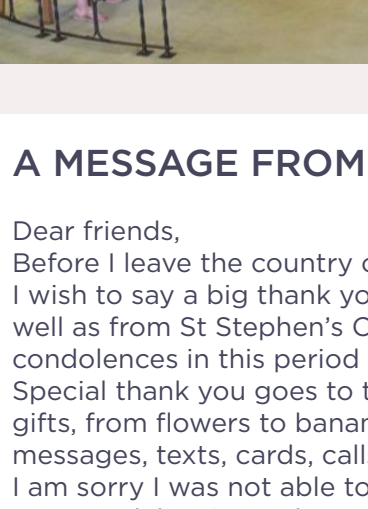 A MESSAGE FROM
Dear friends,
Before I leave the country
I wish to say a big thank
well as from St Stephen's
condolences in this period
Special thank you goes to
gifts, from flowers to
messages, texts, cards,
I am sorry I was not able to